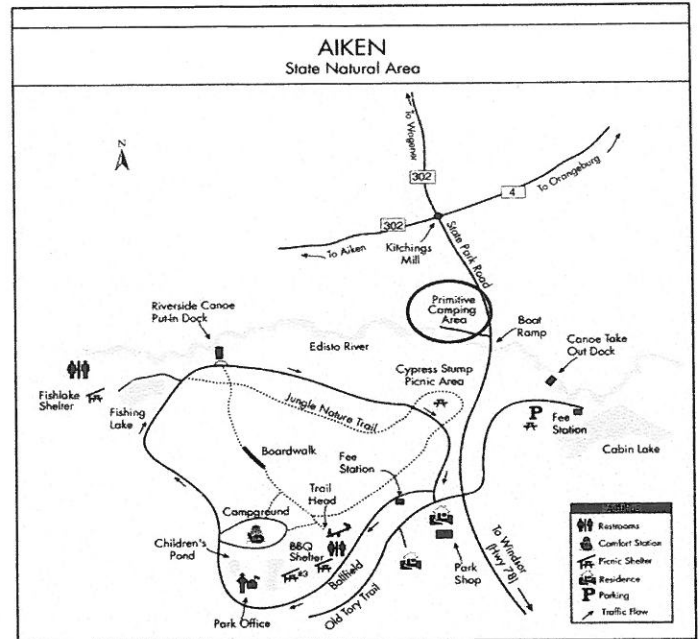 AIKEN
State Natural Area
N
To Wagener
302
4
To Orangeburg
302
To Aiken
Kitchings
Mill
State Park Road
Primitive
Camping
Area
Boat
Ramp
Riverside Canoe
Put-In Dock
Edisto River
Canoe Take
Out Dock
Cypress Stump
Picnic Area
Fishlake
Shelter
Fishing
Lake
Jungle Nature Trail
P
Fee
Station
Cabin Lake
Boardwalk
Fee
Station
Trail
Head
Campground
Children's
Pond
BBQ
Shelter
#3
Ballfield
Old Tory Trail
Park Office
Park
Shop
To Windsor
(Hwy 78)
Restrooms
Comfort Station
Picnic Shelter
Residence
P Parking
Traffic Flow